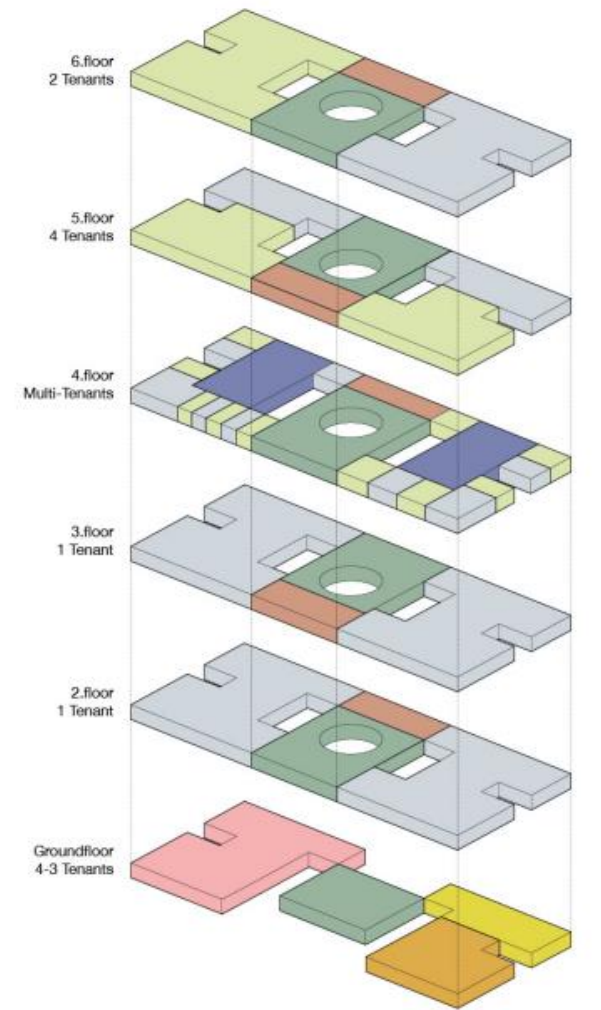 6.floor
2 Tenants
5.floor
4 Tenants
4.floor
Multi-Tenants
3.floor
1 Tenant
2.floor
1 Tenant
Groundfloor
4-3 Tenants